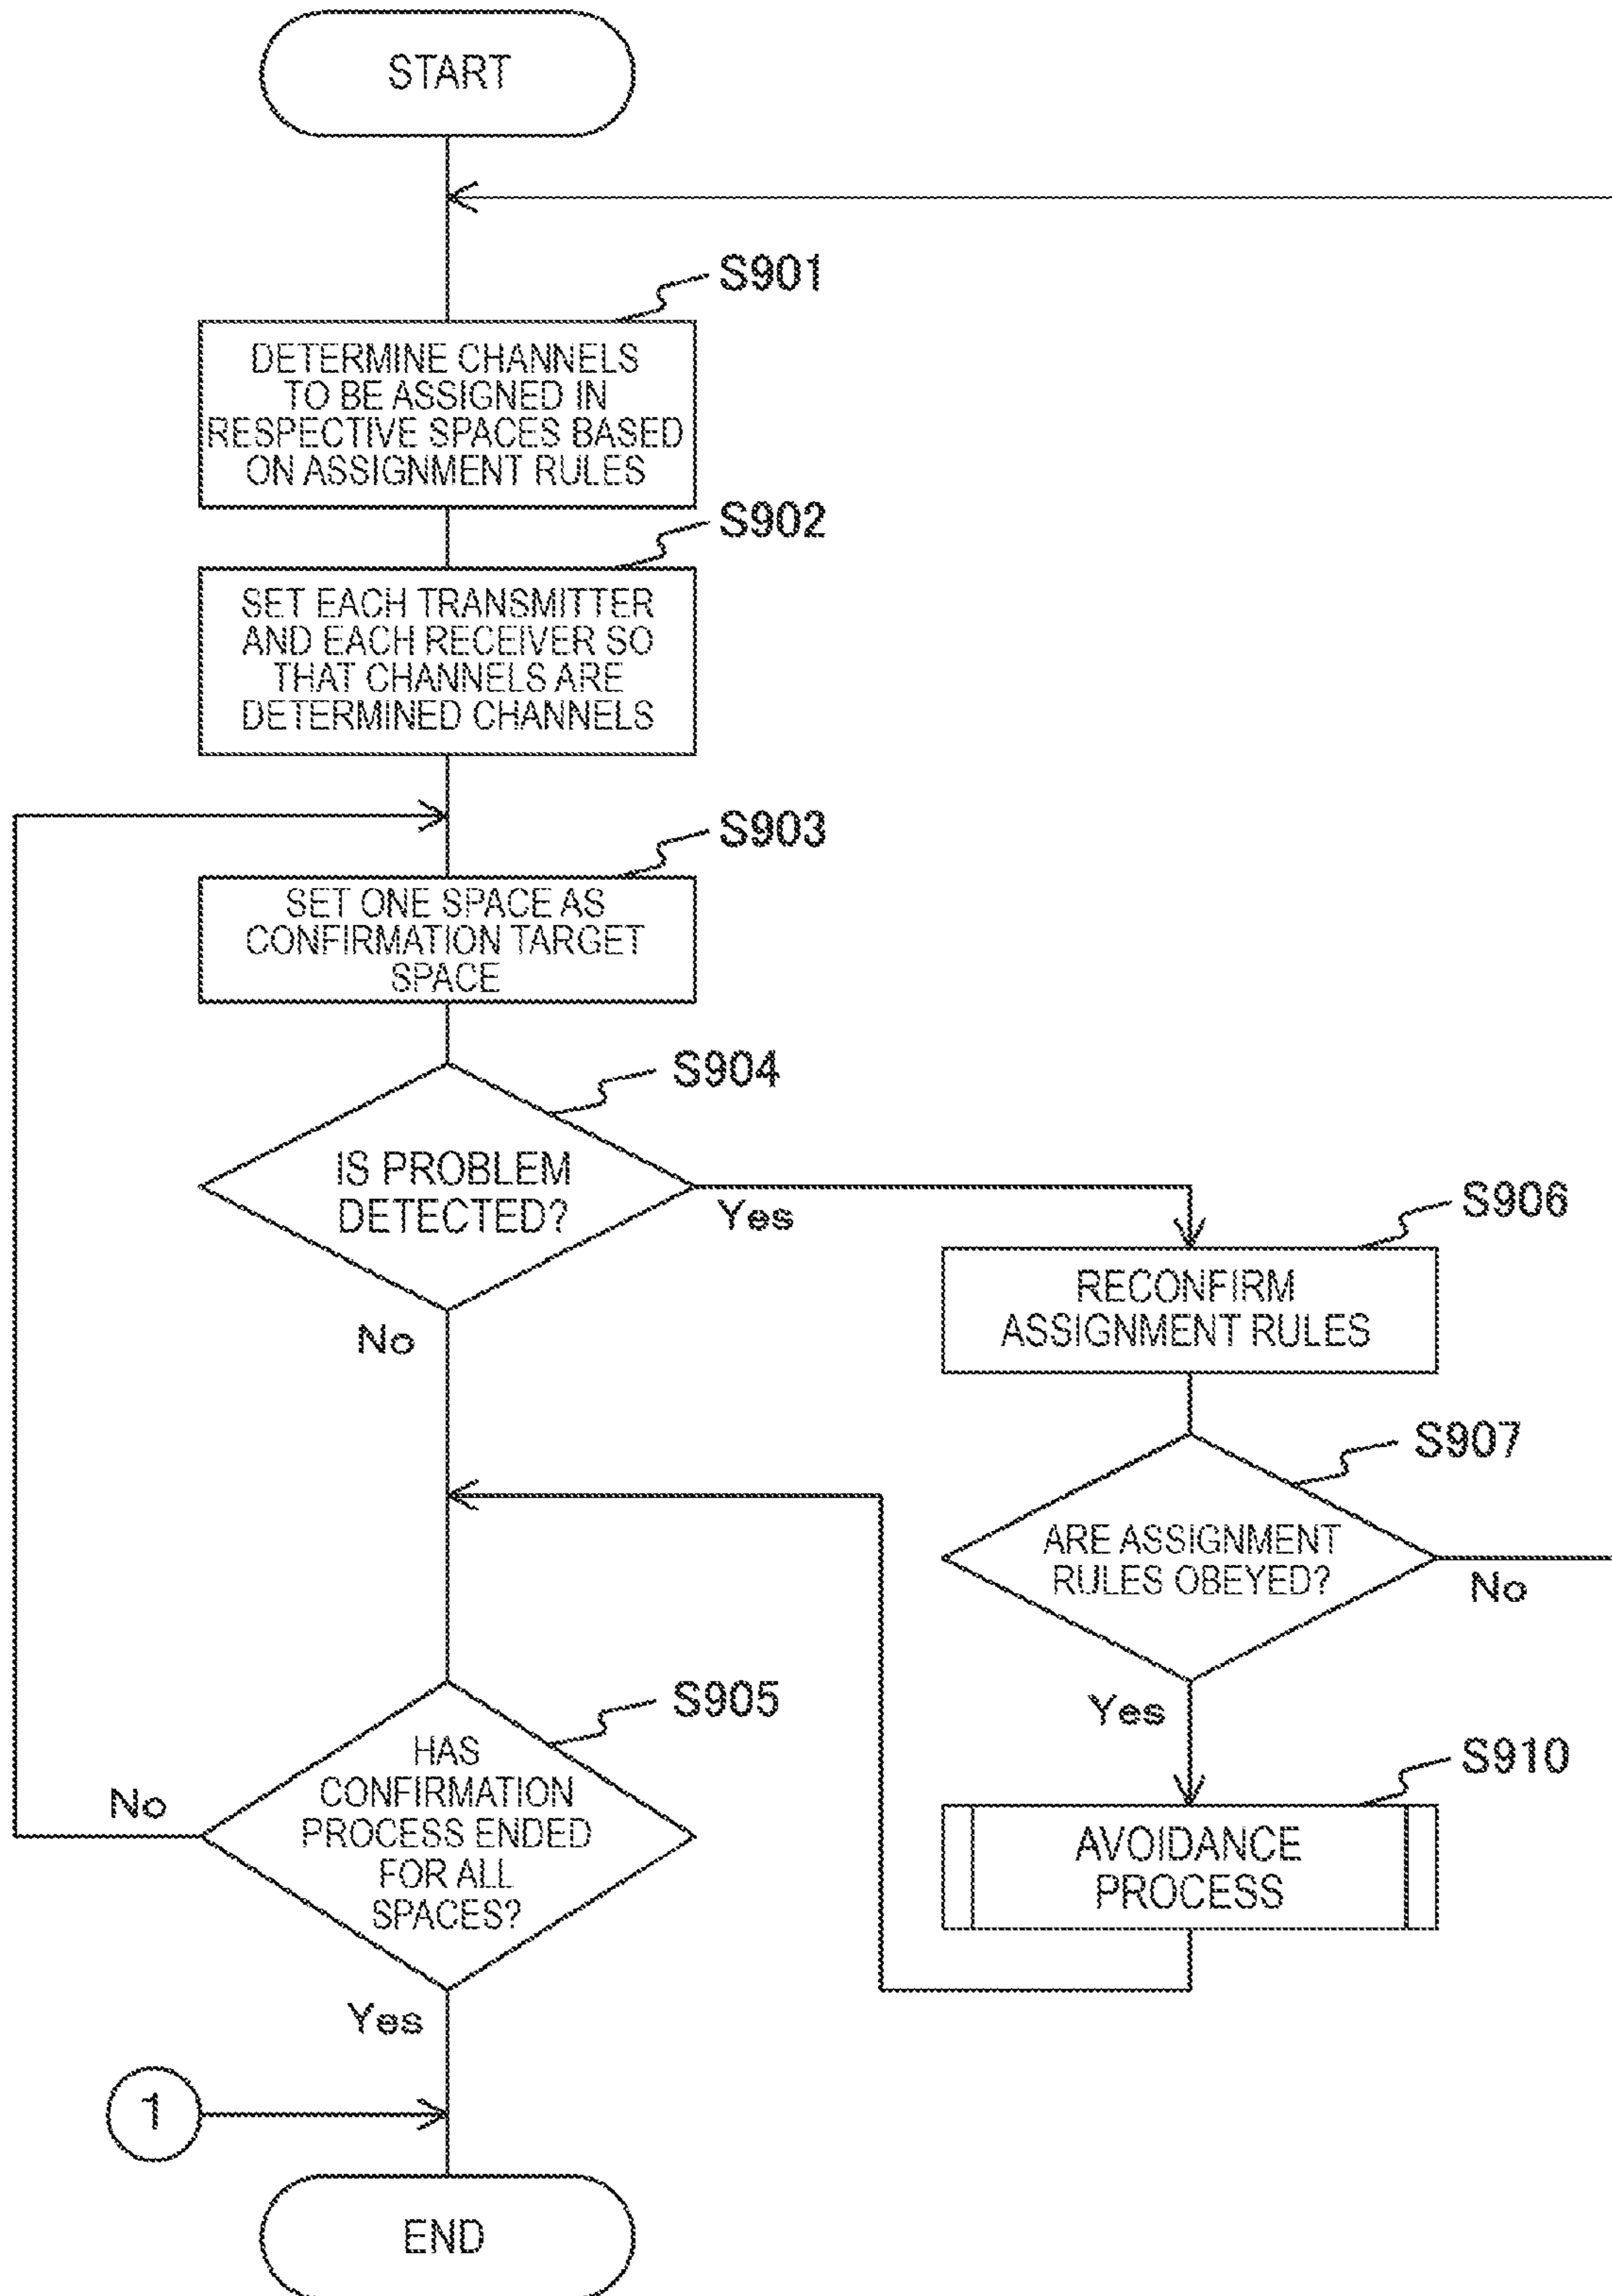 START
S901
DETERMINE CHANNELS
TO BE ASSIGNED IN
RESPECTIVE SPACES BASED
ON ASSIGNMENT RULES
S902
SET EACH TRANSMITTER
AND EACH RECEIVER SO
THAT CHANNELS ARE
DETERMINED CHANNELS
S903
SET ONE SPACE AS
CONFIRMATION TARGET
SPACE
S904
IS PROBLEM
DETECTED?
Yes
No
S906
RECONFIRM
ASSIGNMENT RULES
S907
ARE ASSIGNMENT
RULES OBEYED?
No
Yes
S905
HAS
CONFIRMATION
PROCESS ENDED
FOR ALL
SPACES?
No
Yes
S910
AVOIDANCE
PROCESS
1
END